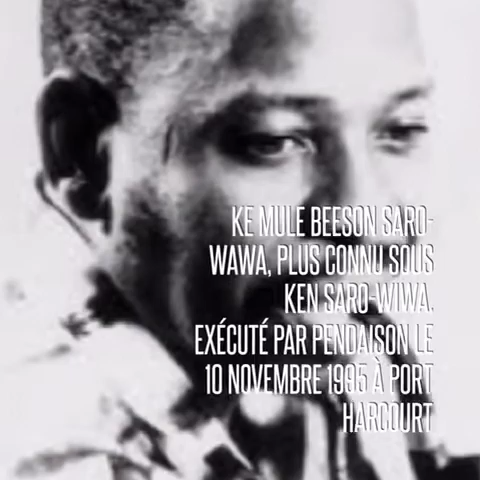 KE MULE BEESON SARO-
WAWA, PLUS CONNU SOUS
KEN SARO-WIWA.
EXÉCUTÉ PAR PENDAISON LE
10 NOVEMBRE 1995 À PORT
HARCOURT